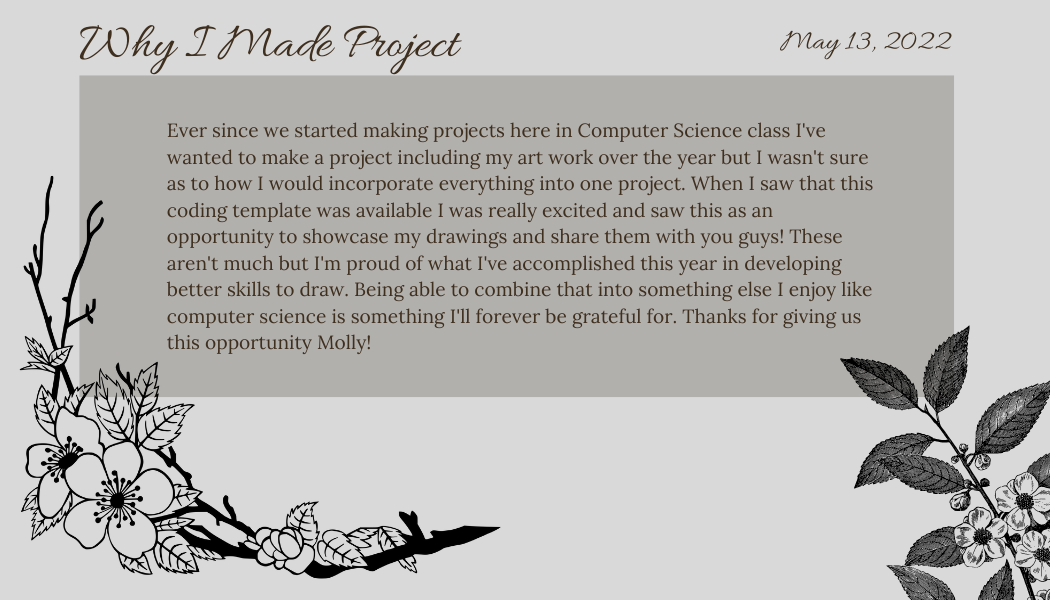 Why I Made Project
May 13, 2022
Ever since we started making projects here in Computer Science class I've
wanted to make a project including my art work over the year but I wasn't sure
as to how I would incorporate everything into one project. When I saw that this
coding template was available I was really excited and saw this as an
opportunity to showcase my drawings and share them with you guys! These
aren't much but I'm proud of what I've accomplished this year in developing
better skills to draw. Being able to combine that into something else I enjoy like
computer science is something I'll forever be grateful for. Thanks for giving us
this opportunity Molly!